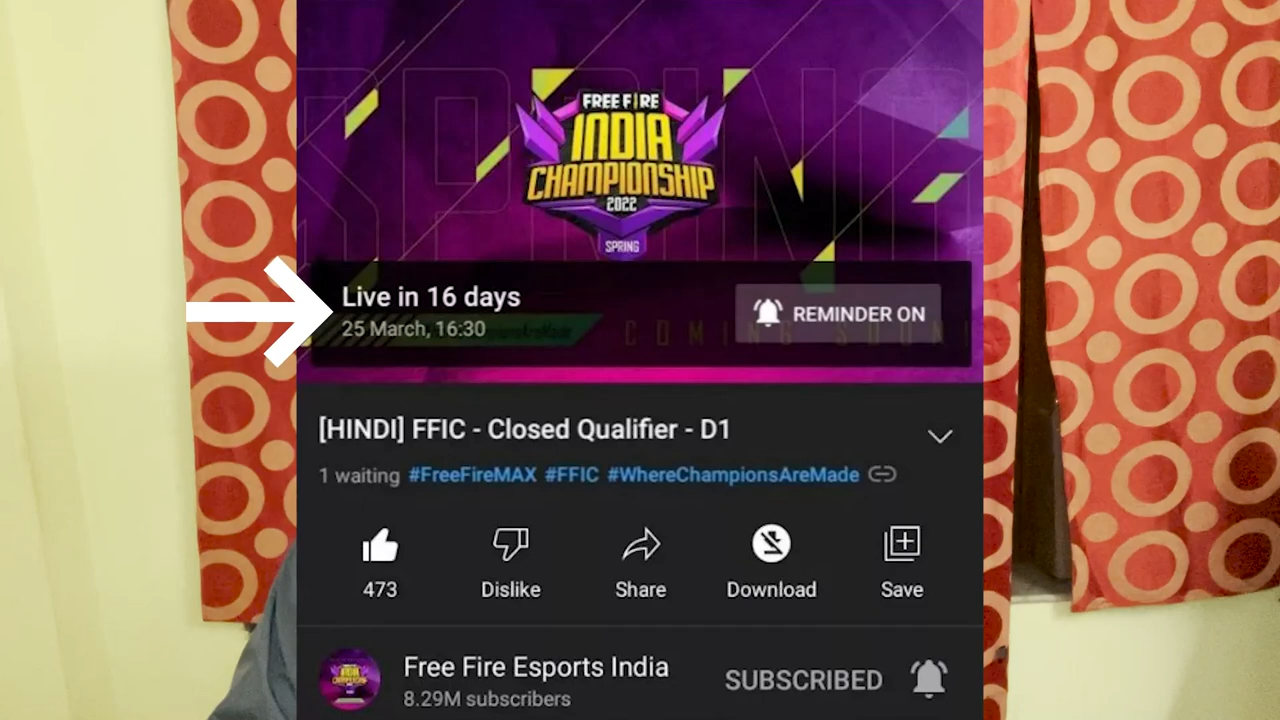 FREE FIRE
INDIA
CHAMPIONSHIP
2022
SPRING
Live in 16 days
25 March, 16:30
REMINDER ON
COMING SOON
[HINDI] FFIC - Closed Qualifier - D1
1 waiting #FreeFireMAX #FFIC #WhereChampionsAreMade
473
Dislike
Share
Download
Save
Free Fire Esports India
8.29M subscribers
SUBSCRIBED